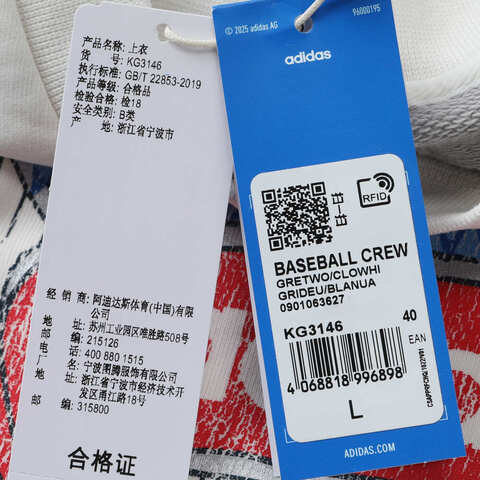 产品名称: 上衣
货 号: KG3146
执行标准: GB/T 22853-2019
产品等级: 合格品
检验合格: 检18
安全类别: B类
产 地: 浙江省宁波市
经 销 商: 阿迪达斯体育(中国)有限
公司
地 址: 苏州工业园区唯胜路508号
邮 编: 215126
电 话: 400 880 1515
厂 名: 宁波图腾服饰有限公司
地 址: 浙江省宁波市经济技术开
发区甬江路18号
邮 编: 315800
合格证
© 2025 adidas AG
96000195
adidas
RFID
BASEBALL CREW
GRETWO/CLOWHI
GRIDEU/BLANUA
0901063627
KG3146
40
EAN
4 068818 996898
L
ADIDAS.COM